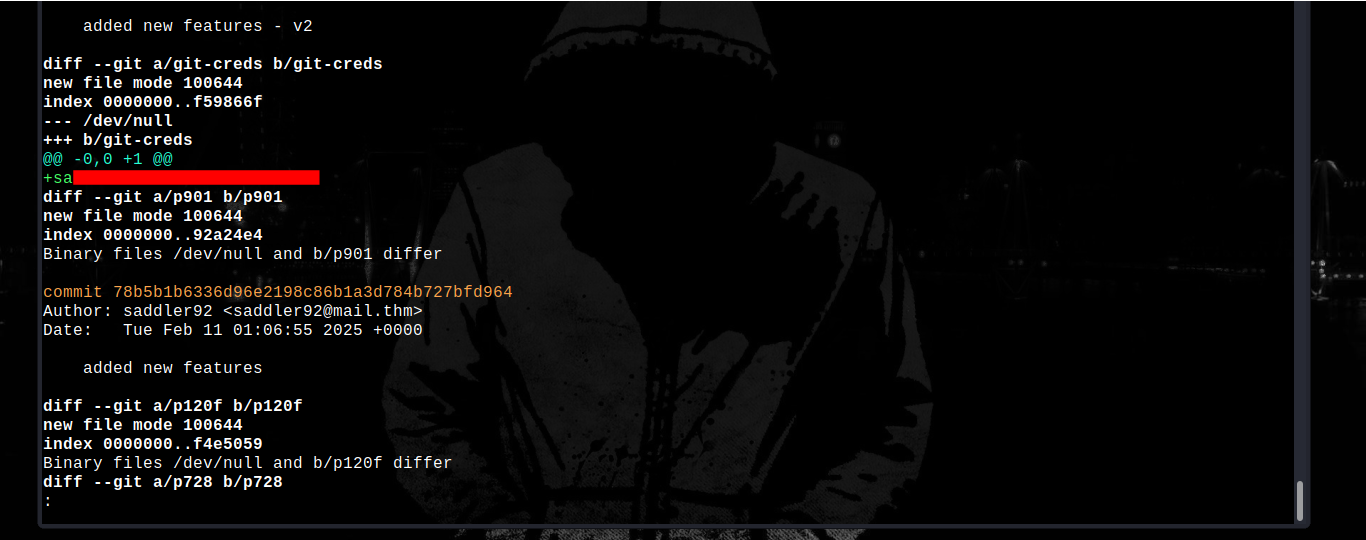 added new features - v2
diff --git a/git-creds b/git-creds
new file mode 100644
index 0000000..f59866f
--- /dev/null
+++ b/git-creds
@@ -0,0 +1 @@
+sa
diff --git a/p901 b/p901
new file mode 100644
index 0000000..92a24e4
Binary files /dev/null and b/p901 differ
commit 78b5b1b6336d96e2198c86b1a3d784b727bfd964
Author: saddler92 <saddler92@mail.thm>
Date:   Tue Feb 11 01:06:55 2025 +0000
added new features
diff --git a/p120f b/p120f
new file mode 100644
index 0000000..f4e5059
Binary files /dev/null and b/p120f differ
diff --git a/p728 b/p728
: